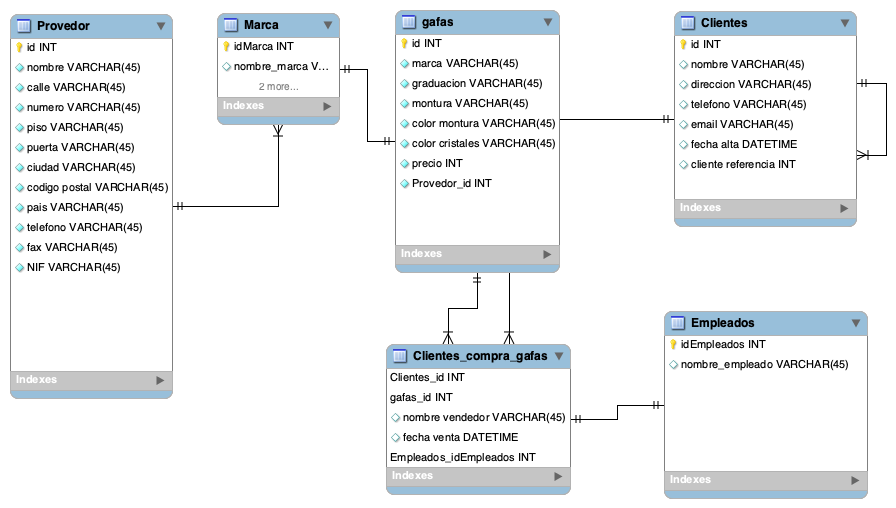 Provedor
id INT
nombre VARCHAR(45)
calle VARCHAR(45)
numero VARCHAR(45)
piso VARCHAR(45)
puerta VARCHAR(45)
ciudad VARCHAR(45)
codigo postal VARCHAR(45)
pais VARCHAR(45)
telefono VARCHAR(45)
fax VARCHAR(45)
NIF VARCHAR(45)
Indexes
Marca
idMarca INT
nombre_marca V...
2 more...
Indexes
gafas
id INT
marca VARCHAR(45)
graduacion VARCHAR(45)
montura VARCHAR(45)
color montura VARCHAR(45)
color cristales VARCHAR(45)
precio INT
Provedor_id INT
Indexes
Clientes
id INT
nombre VARCHAR(45)
direccion VARCHAR(45)
telefono VARCHAR(45)
email VARCHAR(45)
fecha alta DATETIME
cliente referencia INT
Indexes
Clientes_compra_gafas
Clientes_id INT
gafas_id INT
nombre vendedor VARCHAR(45)
fecha venta DATETIME
Empleados_idEmpleados INT
Indexes
Empleados
idEmpleados INT
nombre_empleado VARCHAR(45)
Indexes